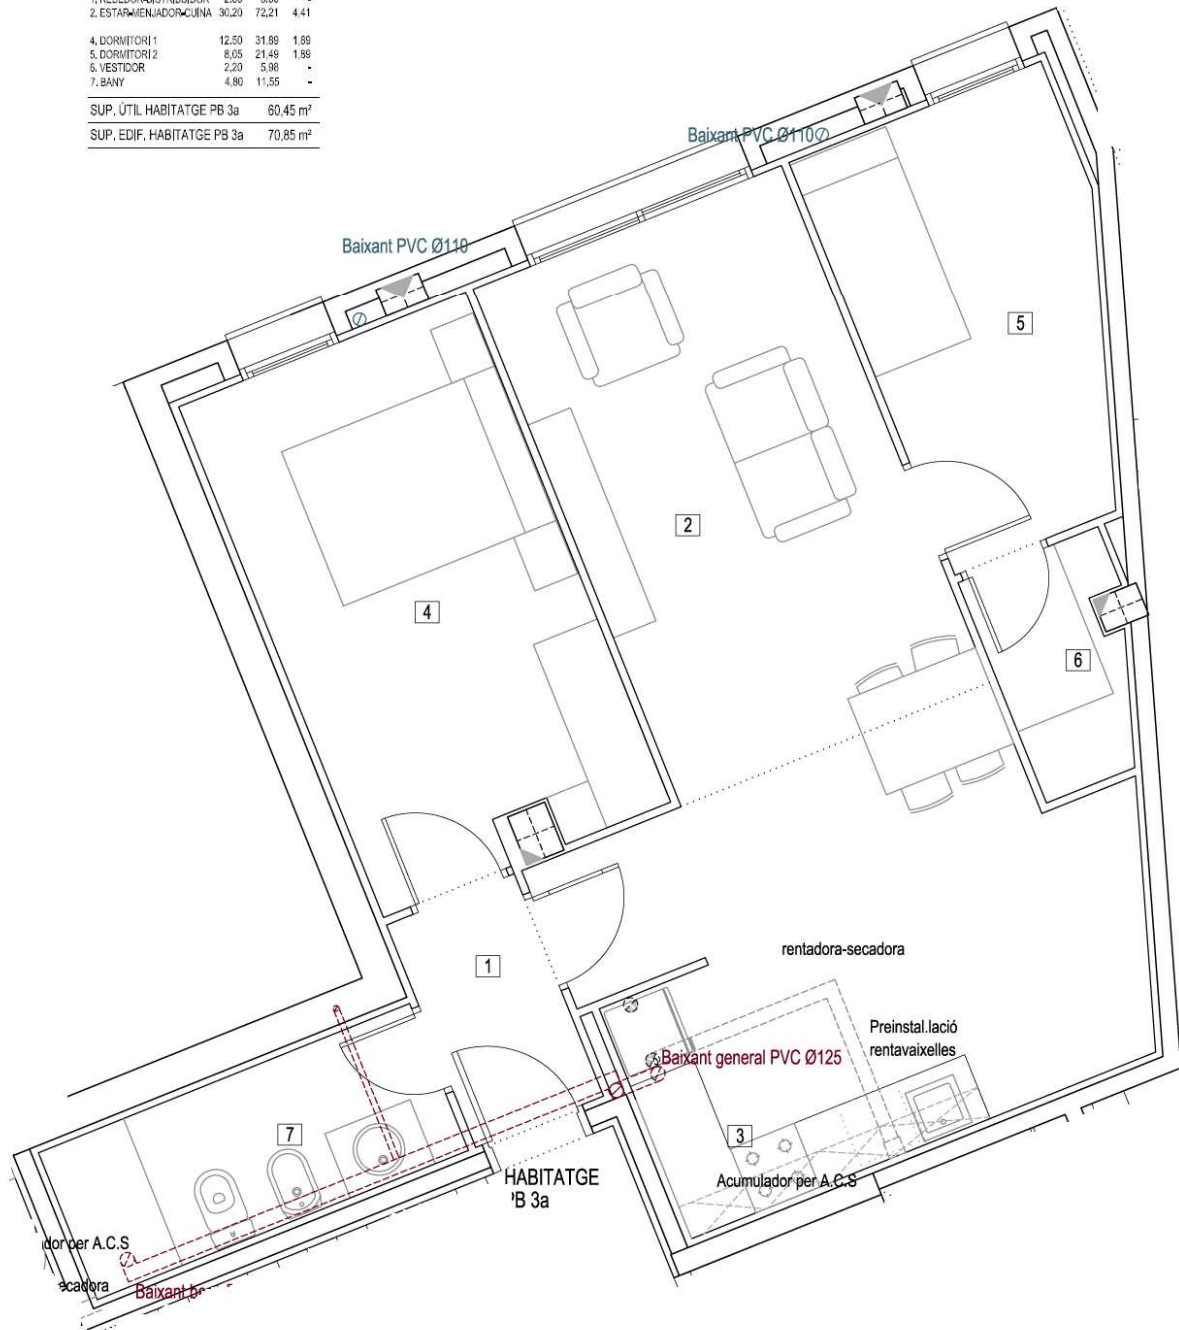 2. ESTAR-MENJADOR-CUINA 30,20 72,21 4,41
4. DORMITORI 1 12,50 31,89 1,89
5. DORMITORI 2 8,05 21,49 1,89
6. VESTIDOR 2,20 5,98 -
7. BANY 4,80 11,55 -
SUP. ÚTIL HABITATGE PB 3a 60,45 m²
SUP. EDIF. HABITATGE PB 3a 70,85 m²
Baixant PVC Ø110
Baixant PVC Ø110
5
2
4
6
1
rentadora-secadora
Preinstal.lació
rentavaixelles
Baixant general PVC Ø125
7
3
HABITATGE
PB 3a
Acumulador per A.C.S
dor per A.C.S
ecadora
Baixant